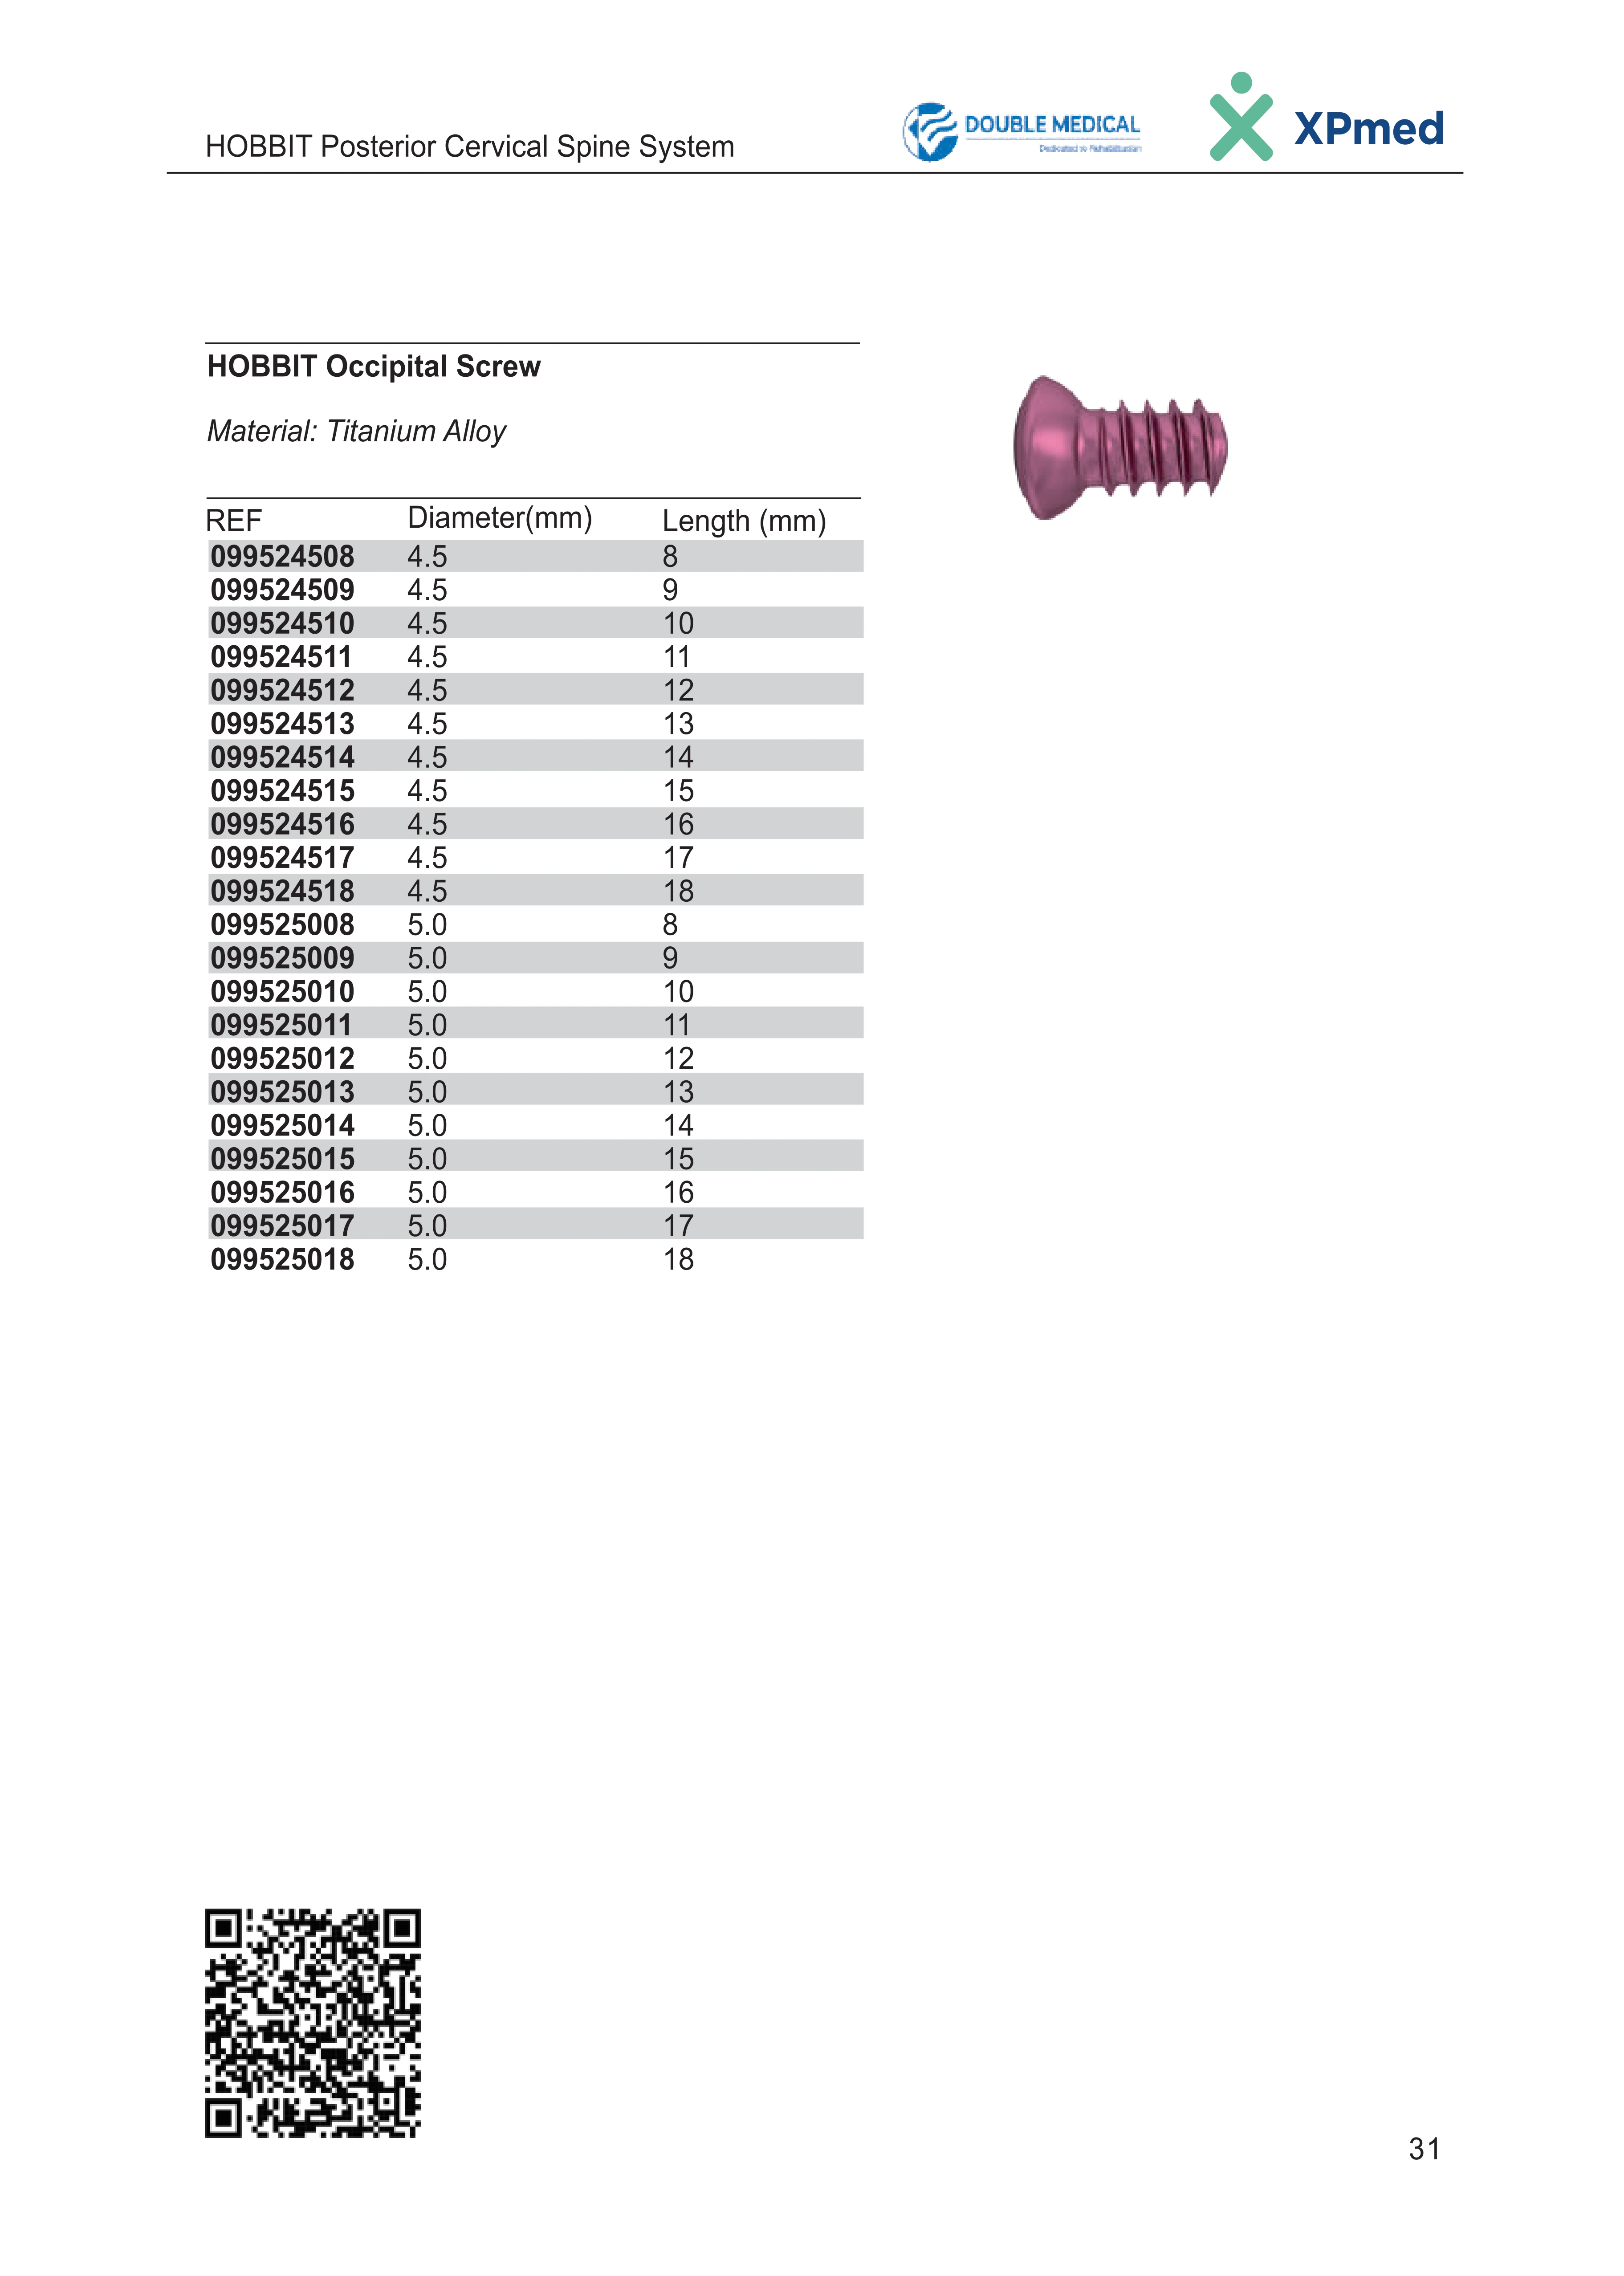 HOBBIT Posterior Cervical Spine System
DOUBLE MEDICAL
Dedicated to Rehabilitation
XPmed
HOBBIT Occipital Screw
Material: Titanium Alloy
REF Diameter(mm) Length (mm)
099524508 4.5 8
099524509 4.5 9
099524510 4.5 10
099524511 4.5 11
099524512 4.5 12
099524513 4.5 13
099524514 4.5 14
099524515 4.5 15
099524516 4.5 16
099524517 4.5 17
099524518 4.5 18
099525008 5.0 8
099525009 5.0 9
099525010 5.0 10
099525011 5.0 11
099525012 5.0 12
099525013 5.0 13
099525014 5.0 14
099525015 5.0 15
099525016 5.0 16
099525017 5.0 17
099525018 5.0 18
31